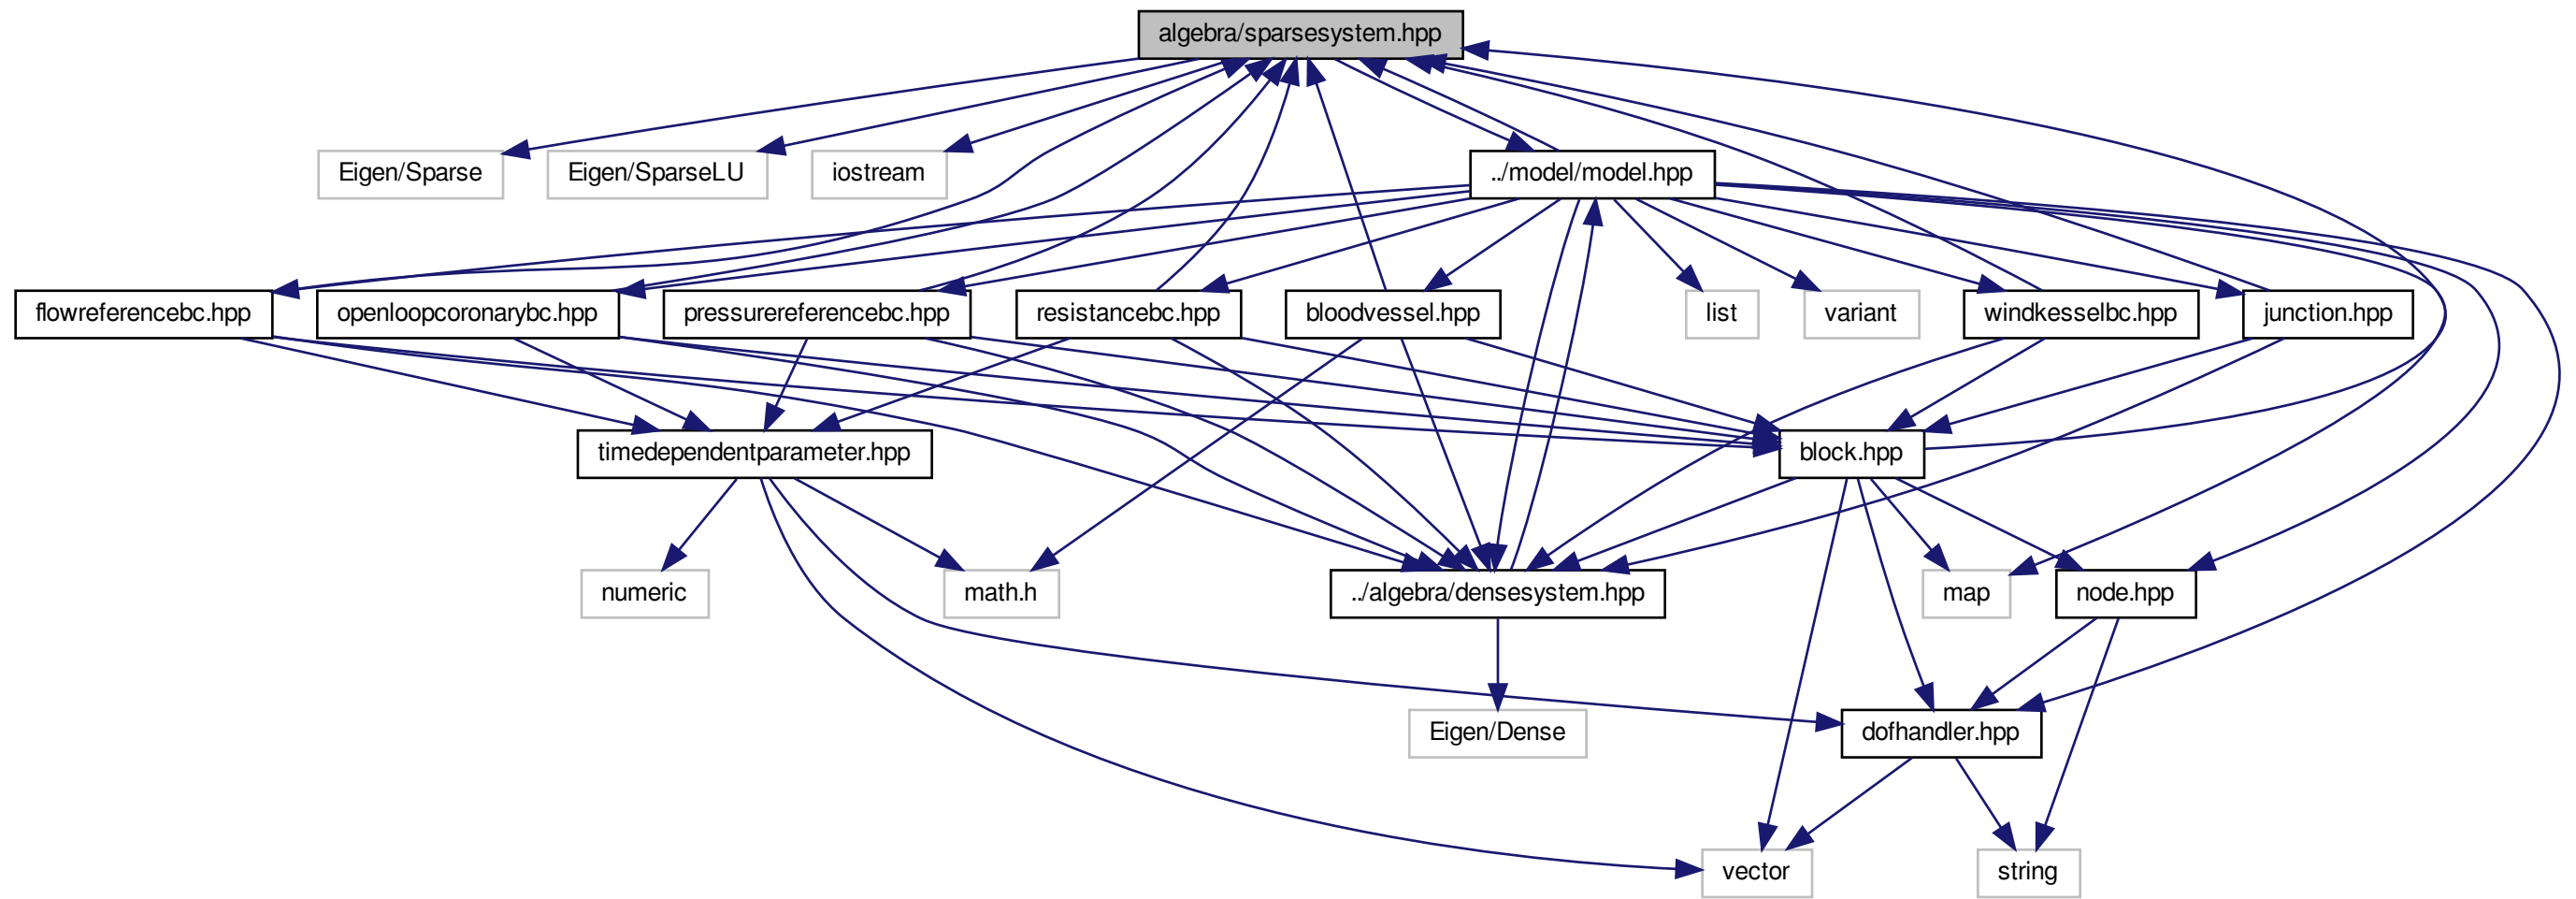 algebra/sparsesystem.hpp
Eigen/Sparse
Eigen/SparseLU
iostream
../model/model.hpp
flowreferencebc.hpp
openloopcoronarybc.hpp
pressurereferencebc.hpp
resistancebc.hpp
bloodvessel.hpp
list
variant
windkesselbc.hpp
junction.hpp
timedependentparameter.hpp
block.hpp
numeric
math.h
../algebra/densesystem.hpp
map
node.hpp
Eigen/Dense
dofhandler.hpp
vector
string